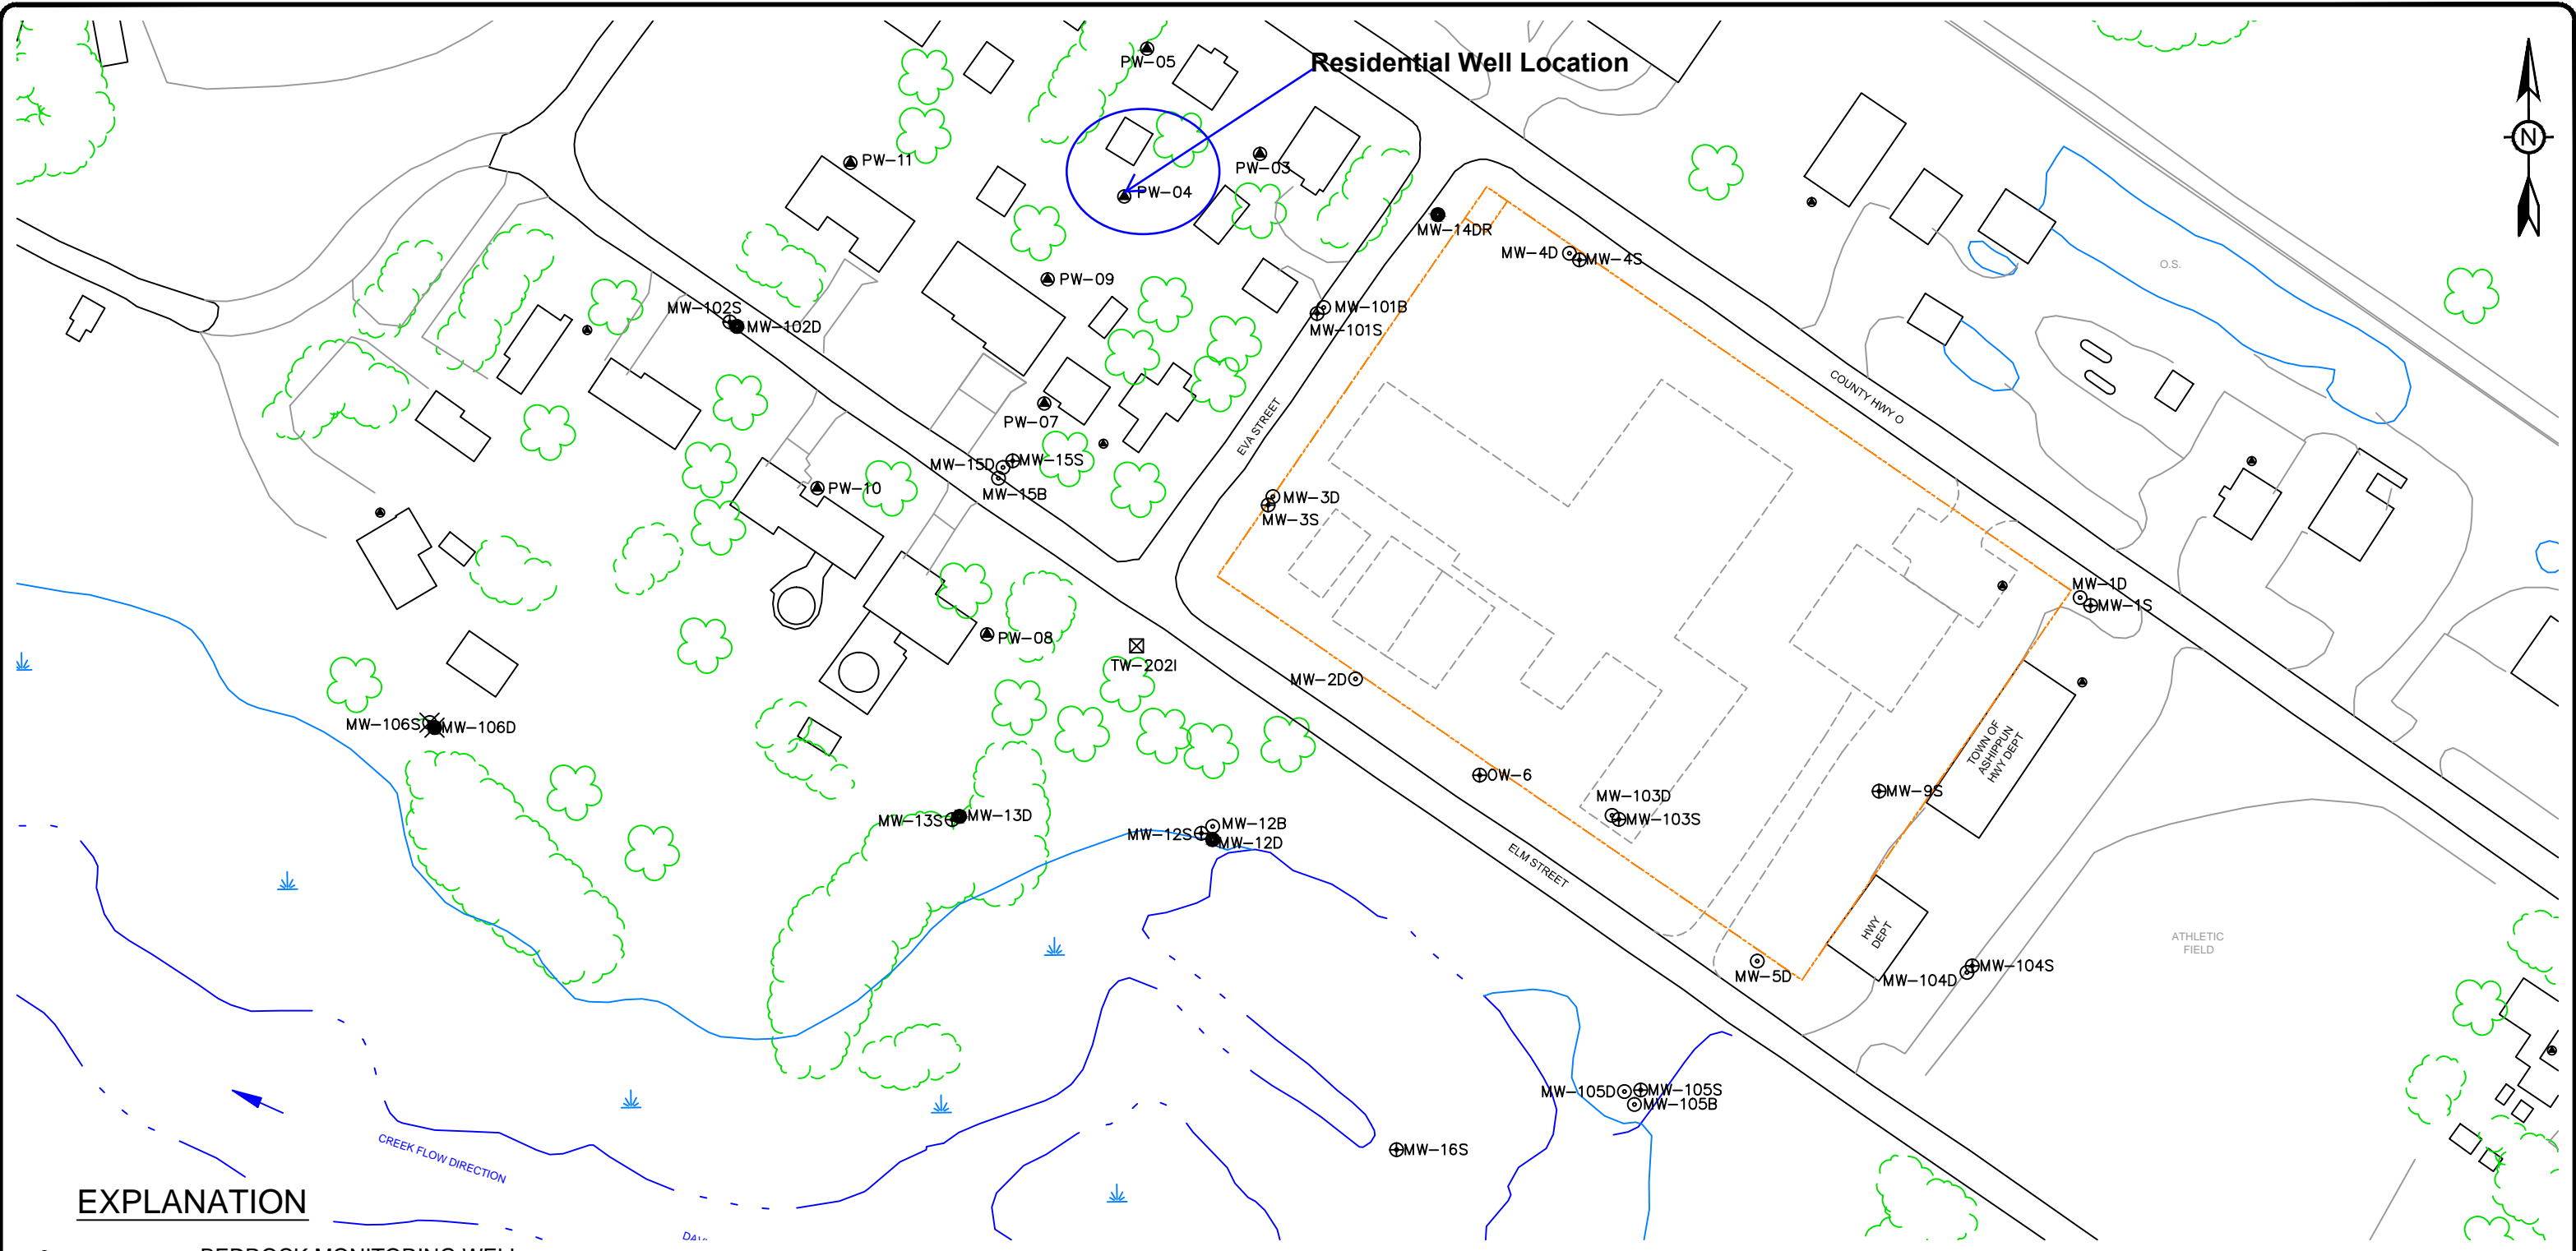 PW-05
Residential Well Location
N
PW-11
PW-03
PW-04
MW-14DR
MW-4D
MW-4S
O.S.
PW-09
MW-102S
MW-102D
MW-101B
MW-101S
COUNTY HWY O
PW-07
EVA STREET
MW-15D
MW-15S
MW-15B
PW-10
MW-3D
MW-3S
MW-1D
MW-1S
PW-08
TW-202I
MW-2D
MW-106S
MW-106D
TOWN OF
ASHIPPUN
HWY DEPT
OW-6
MW-9S
MW-103D
MW-103S
MW-13S
MW-13D
MW-12B
MW-12S
MW-12D
ELM STREET
HWY
DEPT
ATHLETIC
FIELD
MW-5D
MW-104S
MW-104D
MW-105D
MW-105S
MW-105B
MW-16S
CREEK FLOW DIRECTION
EXPLANATION
BEDROCK MONITORING WELL